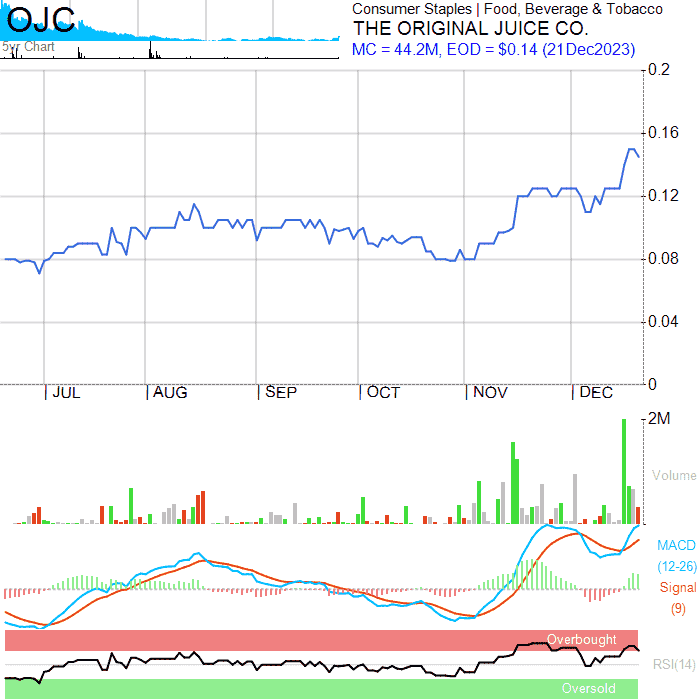 OJC
5yr Chart
Consumer Staples | Food, Beverage & Tobacco
THE ORIGINAL JUICE CO.
MC = 44.2M, EOD = $0.14 (21Dec2023)
0.2
0.16
0.12
0.08
0.04
0
JUL AUG SEP OCT NOV DEC
2M
Volume
MACD
(12-26)
Signal
(9)
Overbought
RSI(14)
Oversold